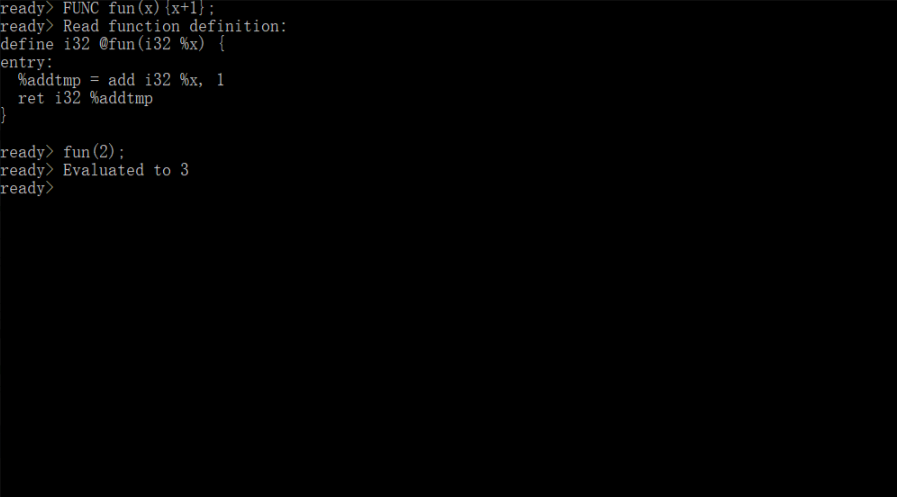 ready> FUNC fun(x){x+1};
ready> Read function definition:
define i32 @fun(i32 %x) {
entry:
  %addtmp = add i32 %x, 1
  ret i32 %addtmp
}
ready> fun(2);
ready> Evaluated to 3
ready>